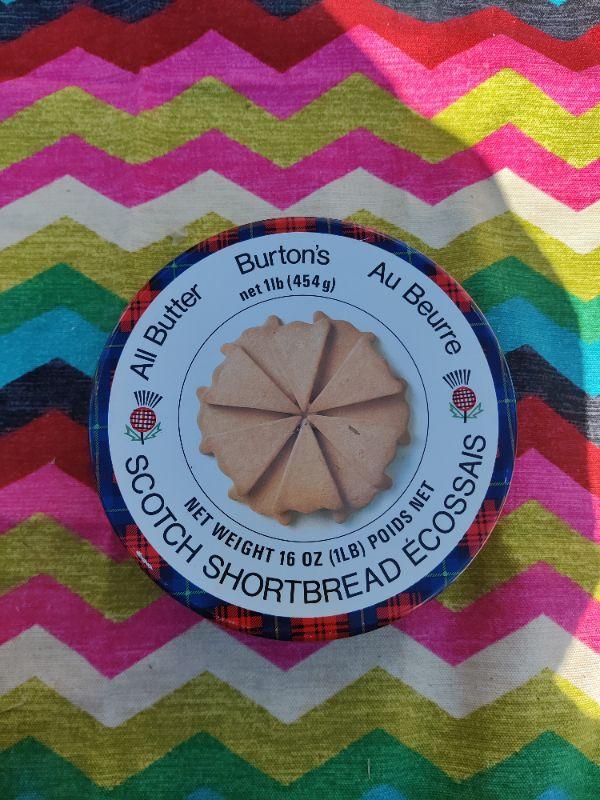 Burton's
net 1lb (454g)
All Butter
Au Beurre
NET WEIGHT 16 OZ (1LB) POIDS NET
SCOTCH SHORTBREAD ÉCOSSAIS